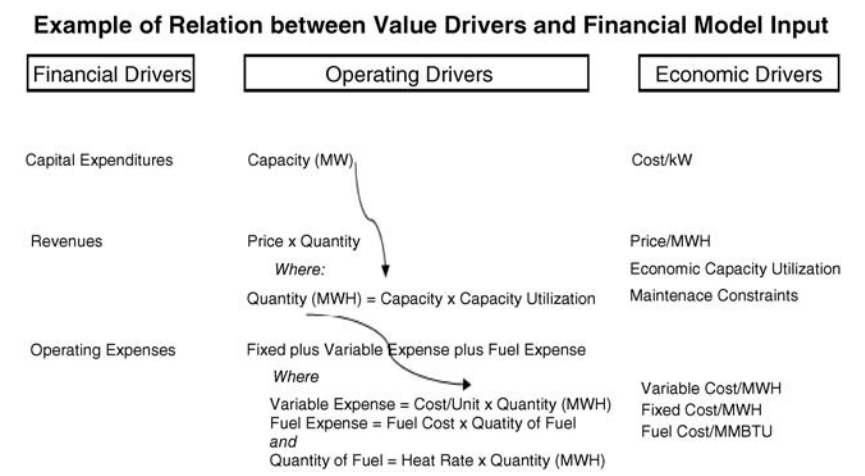 Example of Relation between Value Drivers and Financial Model Input
Financial Drivers
Operating Drivers
Economic Drivers
Capital Expenditures
Capacity (MW)
Cost/kW
Revenues
Price x Quantity
Price/MWH
Where:
Economic Capacity Utilization
Quantity (MWH) = Capacity x Capacity Utilization
Maintenace Constraints
Operating Expenses
Fixed plus Variable Expense plus Fuel Expense
Where
Variable Cost/MWH
Variable Expense = Cost/Unit x Quantity (MWH)
Fixed Cost/MWH
Fuel Expense = Fuel Cost x Quatity of Fuel
Fuel Cost/MMBTU
and
Quantity of Fuel = Heat Rate x Quantity (MWH)